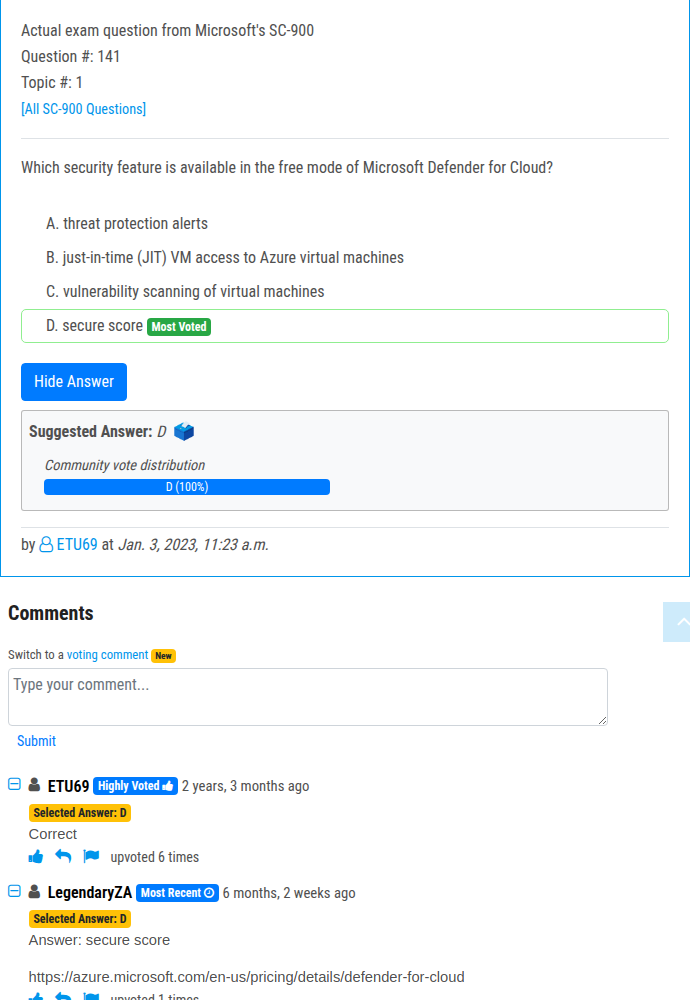 Actual exam question from Microsoft's SC-900
Question #: 141
Topic #: 1
[All SC-900 Questions]
Which security feature is available in the free mode of Microsoft Defender for Cloud?
A. threat protection alerts
B. just-in-time (JIT) VM access to Azure virtual machines
C. vulnerability scanning of virtual machines
D. secure score Most Voted
Hide Answer
Suggested Answer: D
Community vote distribution
D (100%)
by ETU69 at Jan. 3, 2023, 11:23 a.m.
Comments
Switch to a voting comment New
Type your comment...
Submit
ETU69 Highly Voted 2 years, 3 months ago
Selected Answer: D
Correct
upvoted 6 times
LegendaryZA Most Recent 6 months, 2 weeks ago
Selected Answer: D
Answer: secure score
https://azure.microsoft.com/en-us/pricing/details/defender-for-cloud
upvoted 1 times